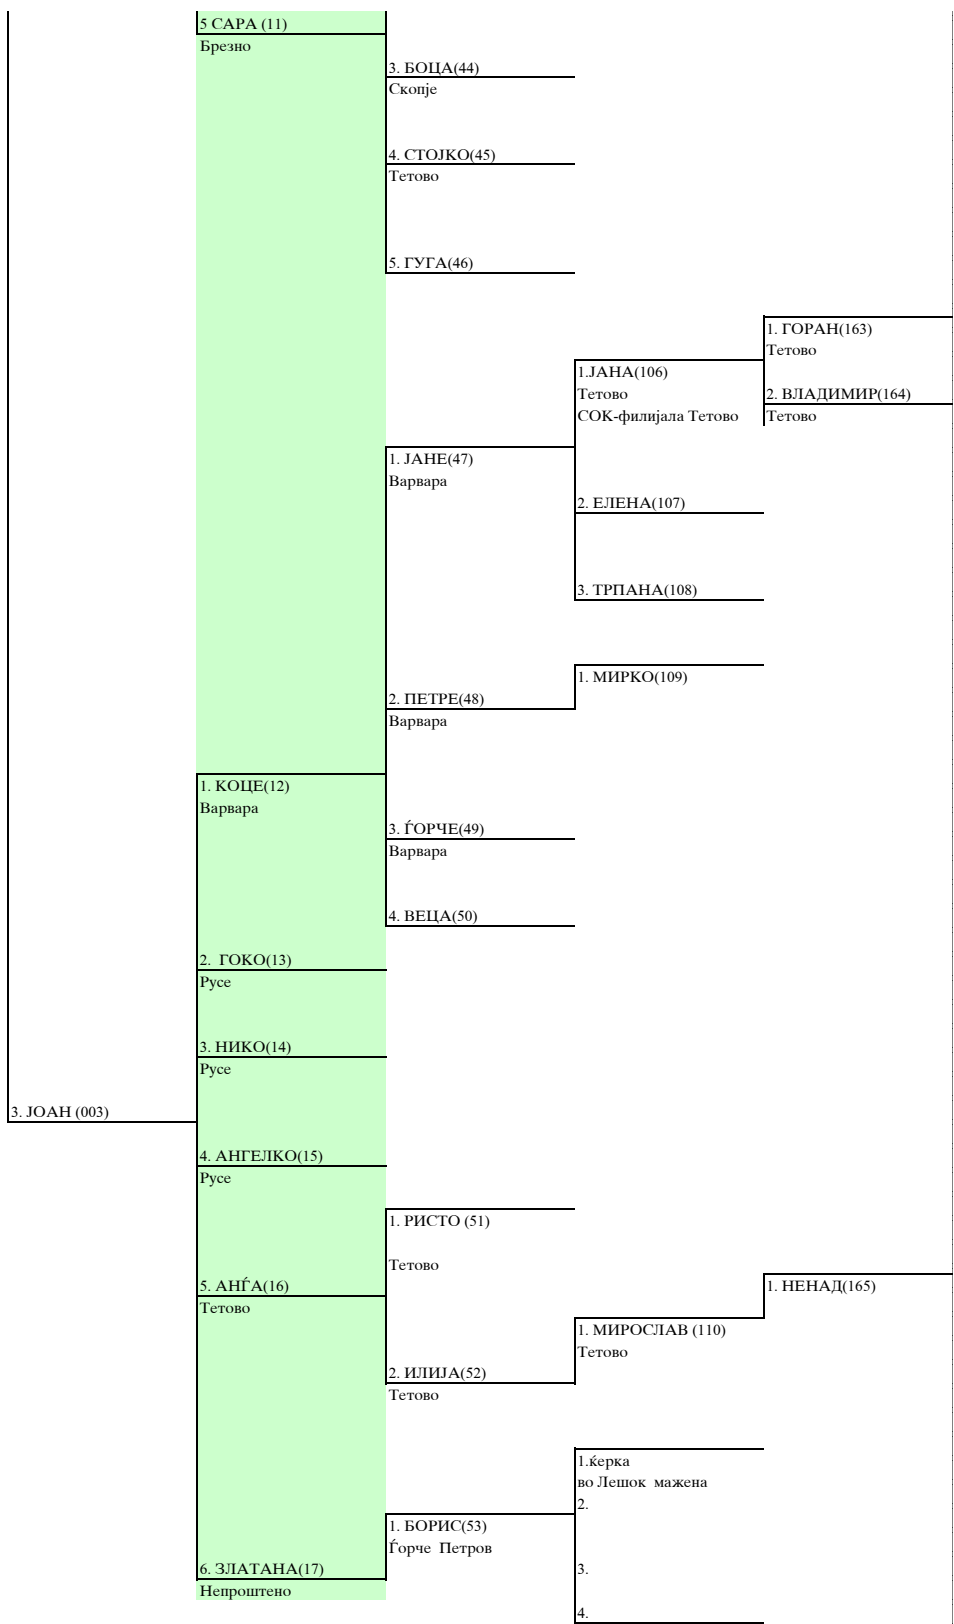 5 САРА (11)
Брезно
3. БОЦА(44)
Скопје
4. СТОЈКО(45)
Тетово
5. ГУГА(46)
1. ГОРАН(163)
Тетово
1.ЈАНА(106)
Тетово
2. ВЛАДИМИР(164)
СОК-филијала Тетово
Тетово
1. ЈАНЕ(47)
Варвара
2. ЕЛЕНА(107)
3. ТРПАНА(108)
1. МИРКО(109)
2. ПЕТРЕ(48)
Варвара
1. КОЦЕ(12)
Варвара
3. ЃОРЧЕ(49)
Варвара
4. ВЕЦА(50)
2. ГОКО(13)
Русе
3. НИКО(14)
Русе
3. ЈОАН (003)
4. АНГЕЛКО(15)
Русе
1. РИСТО (51)
Тетово
5. АНЃА(16)
Тетово
1. НЕНАД(165)
1. МИРОСЛАВ (110)
Тетово
2. ИЛИЈА(52)
Тетово
1.ќерка
во Лешок мажена
2.
1. БОРИС(53)
Ѓорче Петров
6. ЗЛАТАНА(17)
3.
Непроштено
4.